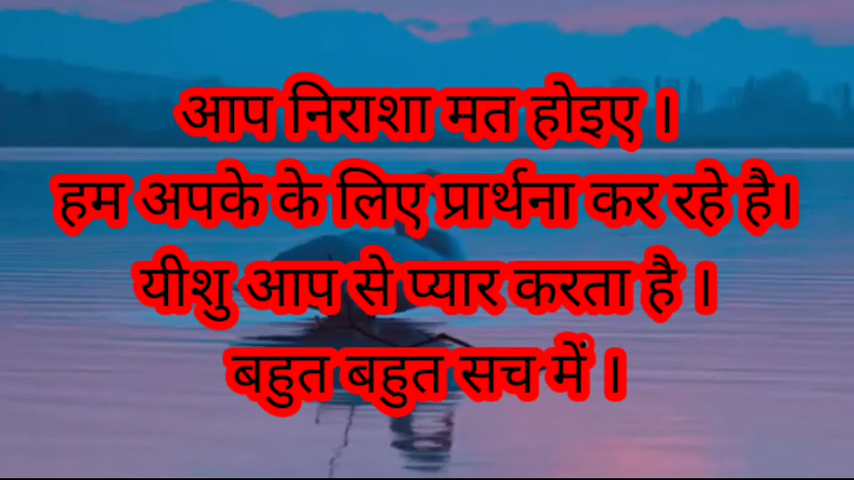 आप निराशा मत होइए ।
हम अपके के लिए प्रार्थना कर रहे है।
यीशु आप से प्यार करता है ।
बहुत बहुत सच में ।